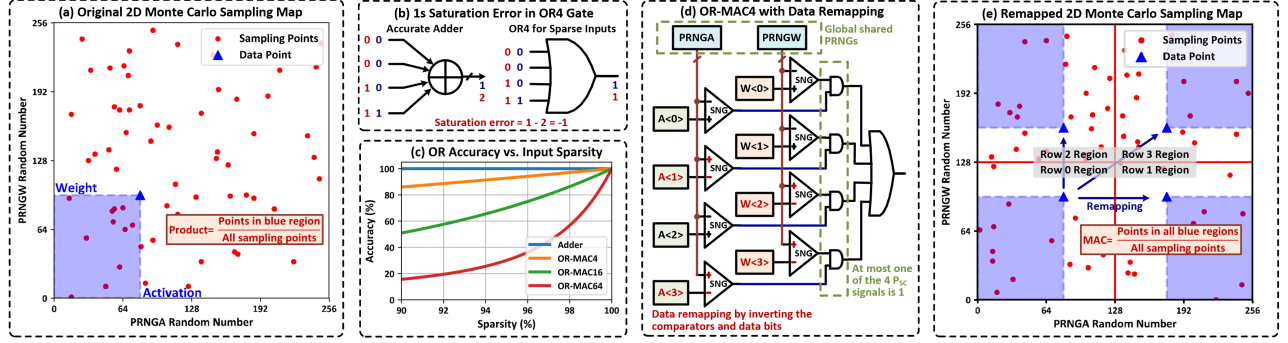 (a) Original 2D Monte Carlo Sampling Map
256
192
128
64
0
PRNGW Random Number
Sampling Points
Data Point
Weight
Product=
Points in blue region
All sampling points
Activation
0
64
128
192
256
PRNGA Random Number
(b) 1s Saturation Error in OR4 Gate
Accurate Adder
OR4 for Sparse Inputs
0 0
0 0
1 0
1 1
1
2
0 0
0 0
1 0
1 1
1
1
Saturation error = 1 - 2 = -1
(c) OR Accuracy vs. Input Sparsity
100
80
60
40
20
0
Accuracy (%)
Adder
OR-MAC4
OR-MAC16
OR-MAC64
90
92
94
96
98
100
Sparsity (%)
(d) OR-MAC4 with Data Remapping
PRNGA
PRNGW
Global shared
PRNGs
W<0>
SNG
A<0>
SNG
W<1>
SNG
A<1>
SNG
W<2>
SNG
A<2>
SNG
W<3>
SNG
A<3>
SNG
At most one
of the 4 PSC
signals is 1
Data remapping by inverting the
comparators and data bits
(e) Remapped 2D Monte Carlo Sampling Map
256
192
128
64
0
PRNGW Random Number
Sampling Points
Data Point
Row 2 Region
Row 3 Region
Row 0 Region
Row 1 Region
Remapping
MAC=
Points in all blue regions
All sampling points
0
64
128
192
256
PRNGA Random Number